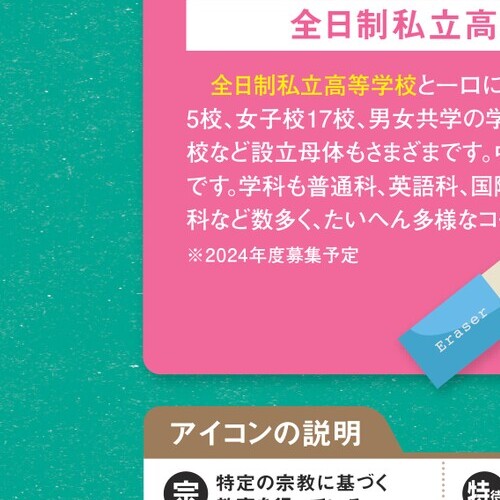 全日制私立高
全日制私立高等学校と一口に
5校、女子校17校、男女共学の学
校など設立母体もさまざまです。
です。学科も普通科、英語科、国
科など数多く、たいへん多様なコ
※2024年度募集予定
Eraser
アイコンの説明
宗 特定の宗教に基づく
特